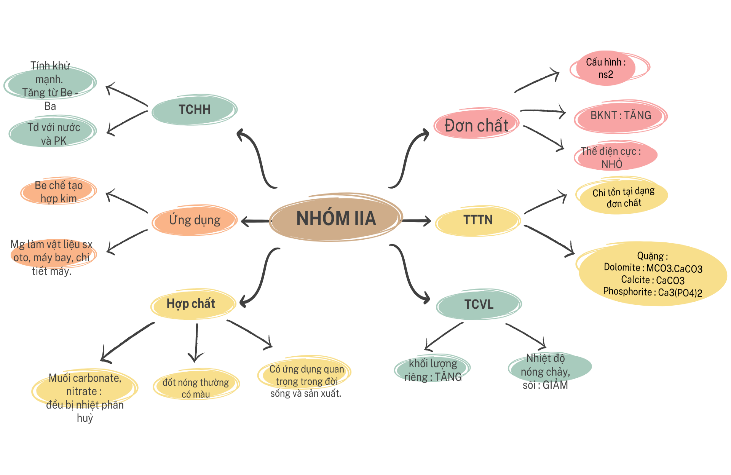 NHÓM IIA
TCHH
Tính khử
mạnh.
Tăng từ Be -
Ba
Td với nước
và PK
Ứng dụng
Be chế tạo
hợp kim
Mg làm vật liệu sx
oto, máy bay, chi
tiết máy.
Hợp chất
Muối carbonate,
nitrate :
đều bị nhiệt phân
huỷ
đốt nóng thường
có màu
Có ứng dụng quan
trọng trong đời
sống và sản xuất.
Đơn chất
Cấu hình :
ns2
BKNT : TĂNG
Thế điện cực :
NHỎ
TTTN
Chỉ tồn tại dạng
đơn chất
Quặng :
Dolomite : MCO3.CaCO3
Calcite : CaCO3
Phosphorite : Ca3(PO4)2
TCVL
khối lượng
riêng : TĂNG
Nhiệt độ
nóng chảy,
sôi : GIẢM